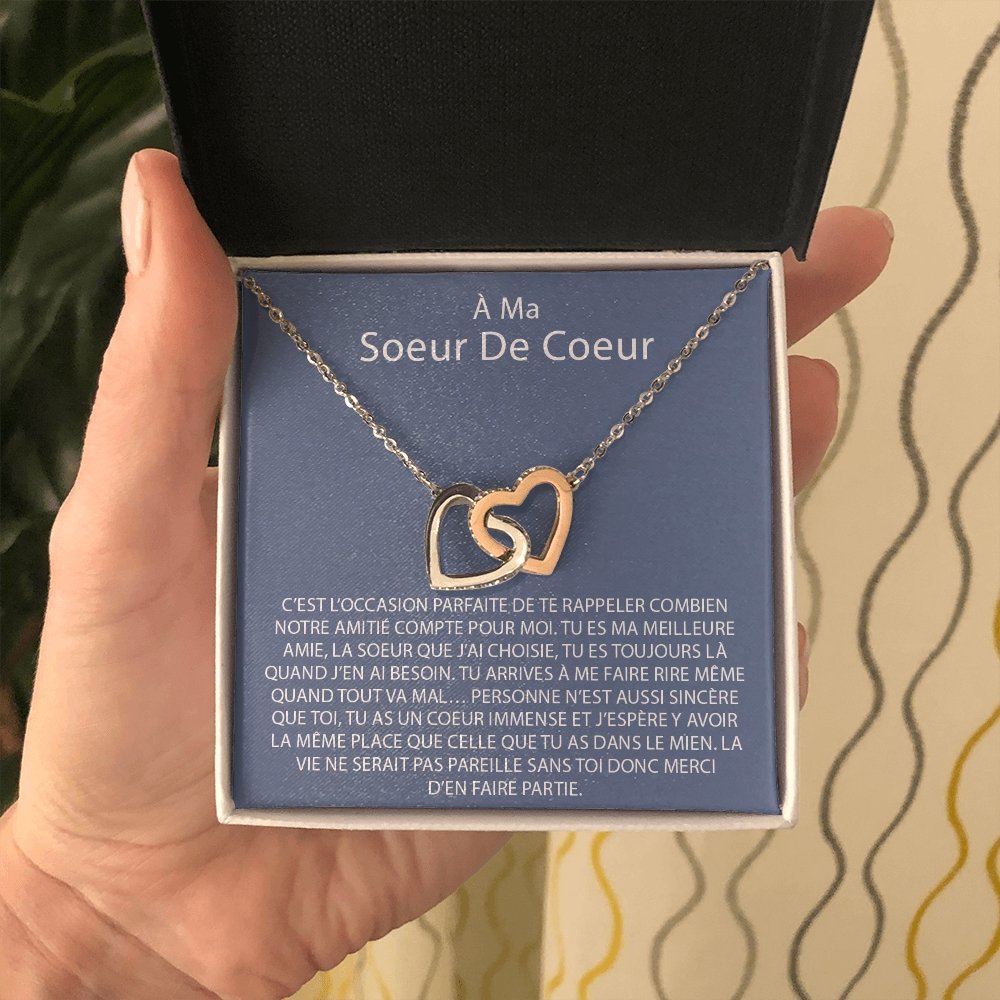 À Ma
Soeur De Coeur
C’EST L’OCCASION PARFAITE DE TE RAPPELER COMBIEN
NOTRE AMITIÉ COMPTE POUR MOI. TU ES MA MEILLEURE
AMIE, LA SOEUR QUE J’AI CHOISIE, TU ES TOUJOURS LÀ
QUAND J’EN AI BESOIN. TU ARRIVES À ME FAIRE RIRE MÊME
QUAND TOUT VA MAL… PERSONNE N’EST AUSSI SINCÈRE
QUE TOI, TU AS UN COEUR IMMENSE ET J’ESPÈRE Y AVOIR
LA MÊME PLACE QUE CELLE QUE TU AS DANS LE MIEN. LA
VIE NE SERAIT PAS PAREILLE SANS TOI DONC MERCI
D’EN FAIRE PARTIE.